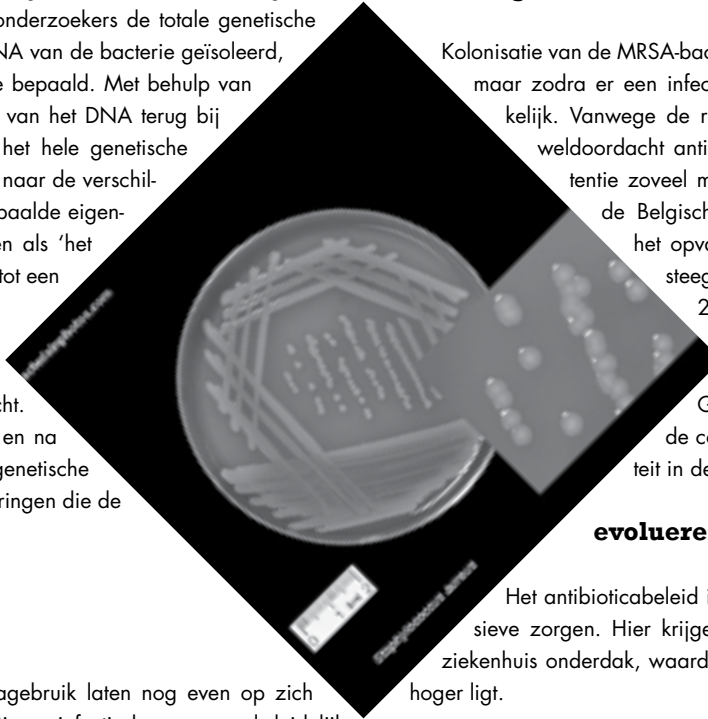 onderzoekers de totale genetische
NA van de bacterie geïsoleerd,
bepaald. Met behulp van
van het DNA terug bij
het hele genetische
naar de verschil-
paalde eigen-
en als ‘het
tot een
cht.
en na
genetische
ringen die de
agebruik laten nog even op zich
Kolonisatie van de MRSA-bac
maar zodra er een infec
kelijk. Vanwege de r
weldoordacht anti
tentie zoveel m
de Belgisch
het opvo
steeg
2
G
de co
teit in de
evoluere
Het antibioticabeleid i
sieve zorgen. Hier krijge
ziekenhuis onderdak, waard
hoger ligt.
Staphylococcus aureus